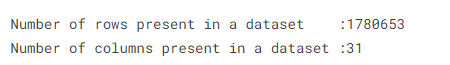 Number of rows present in a dataset    :1780653
Number of columns present in a dataset :31